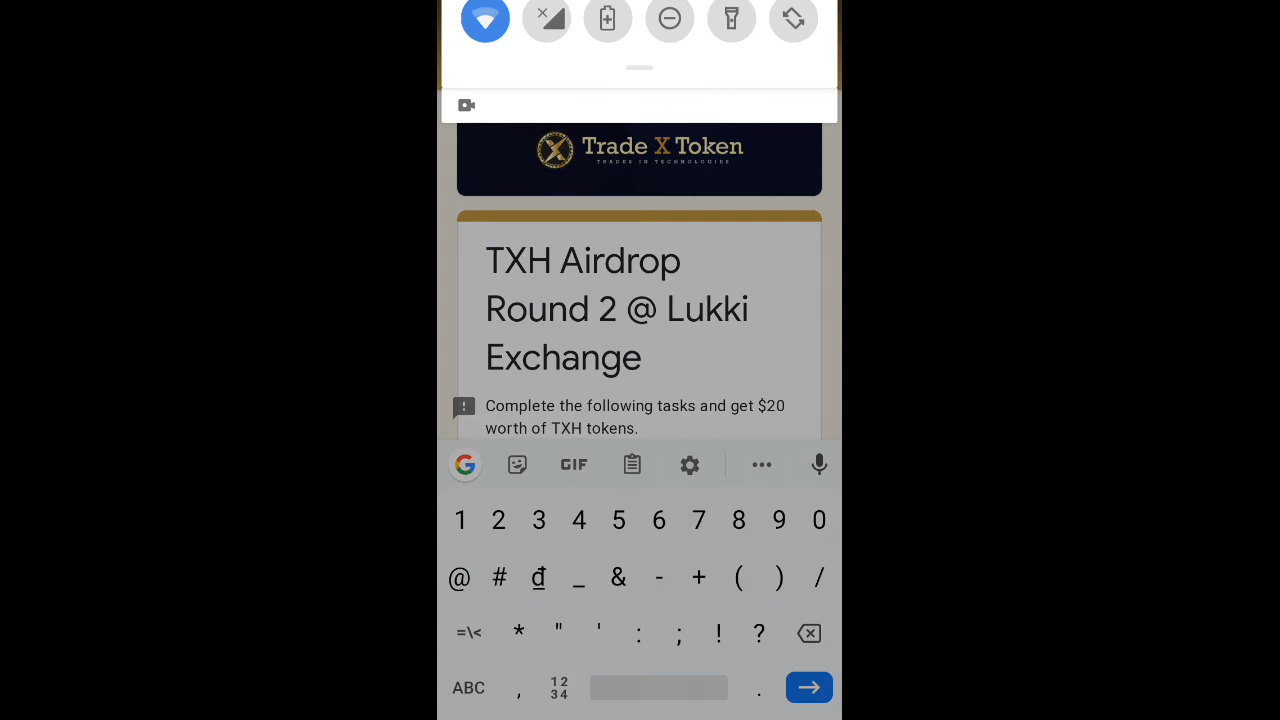 Trade X Token
TRADES IN TECHNOLOGIES
TXH Airdrop
Round 2 @ Lukki
Exchange
Complete the following tasks and get $20
worth of TXH tokens.
GIF
1 2 3 4 5 6 7 8 9 0
@ # ₫ _ & - + ( ) /
=\< * " ' : ; ! ?
ABC , 12 34 .